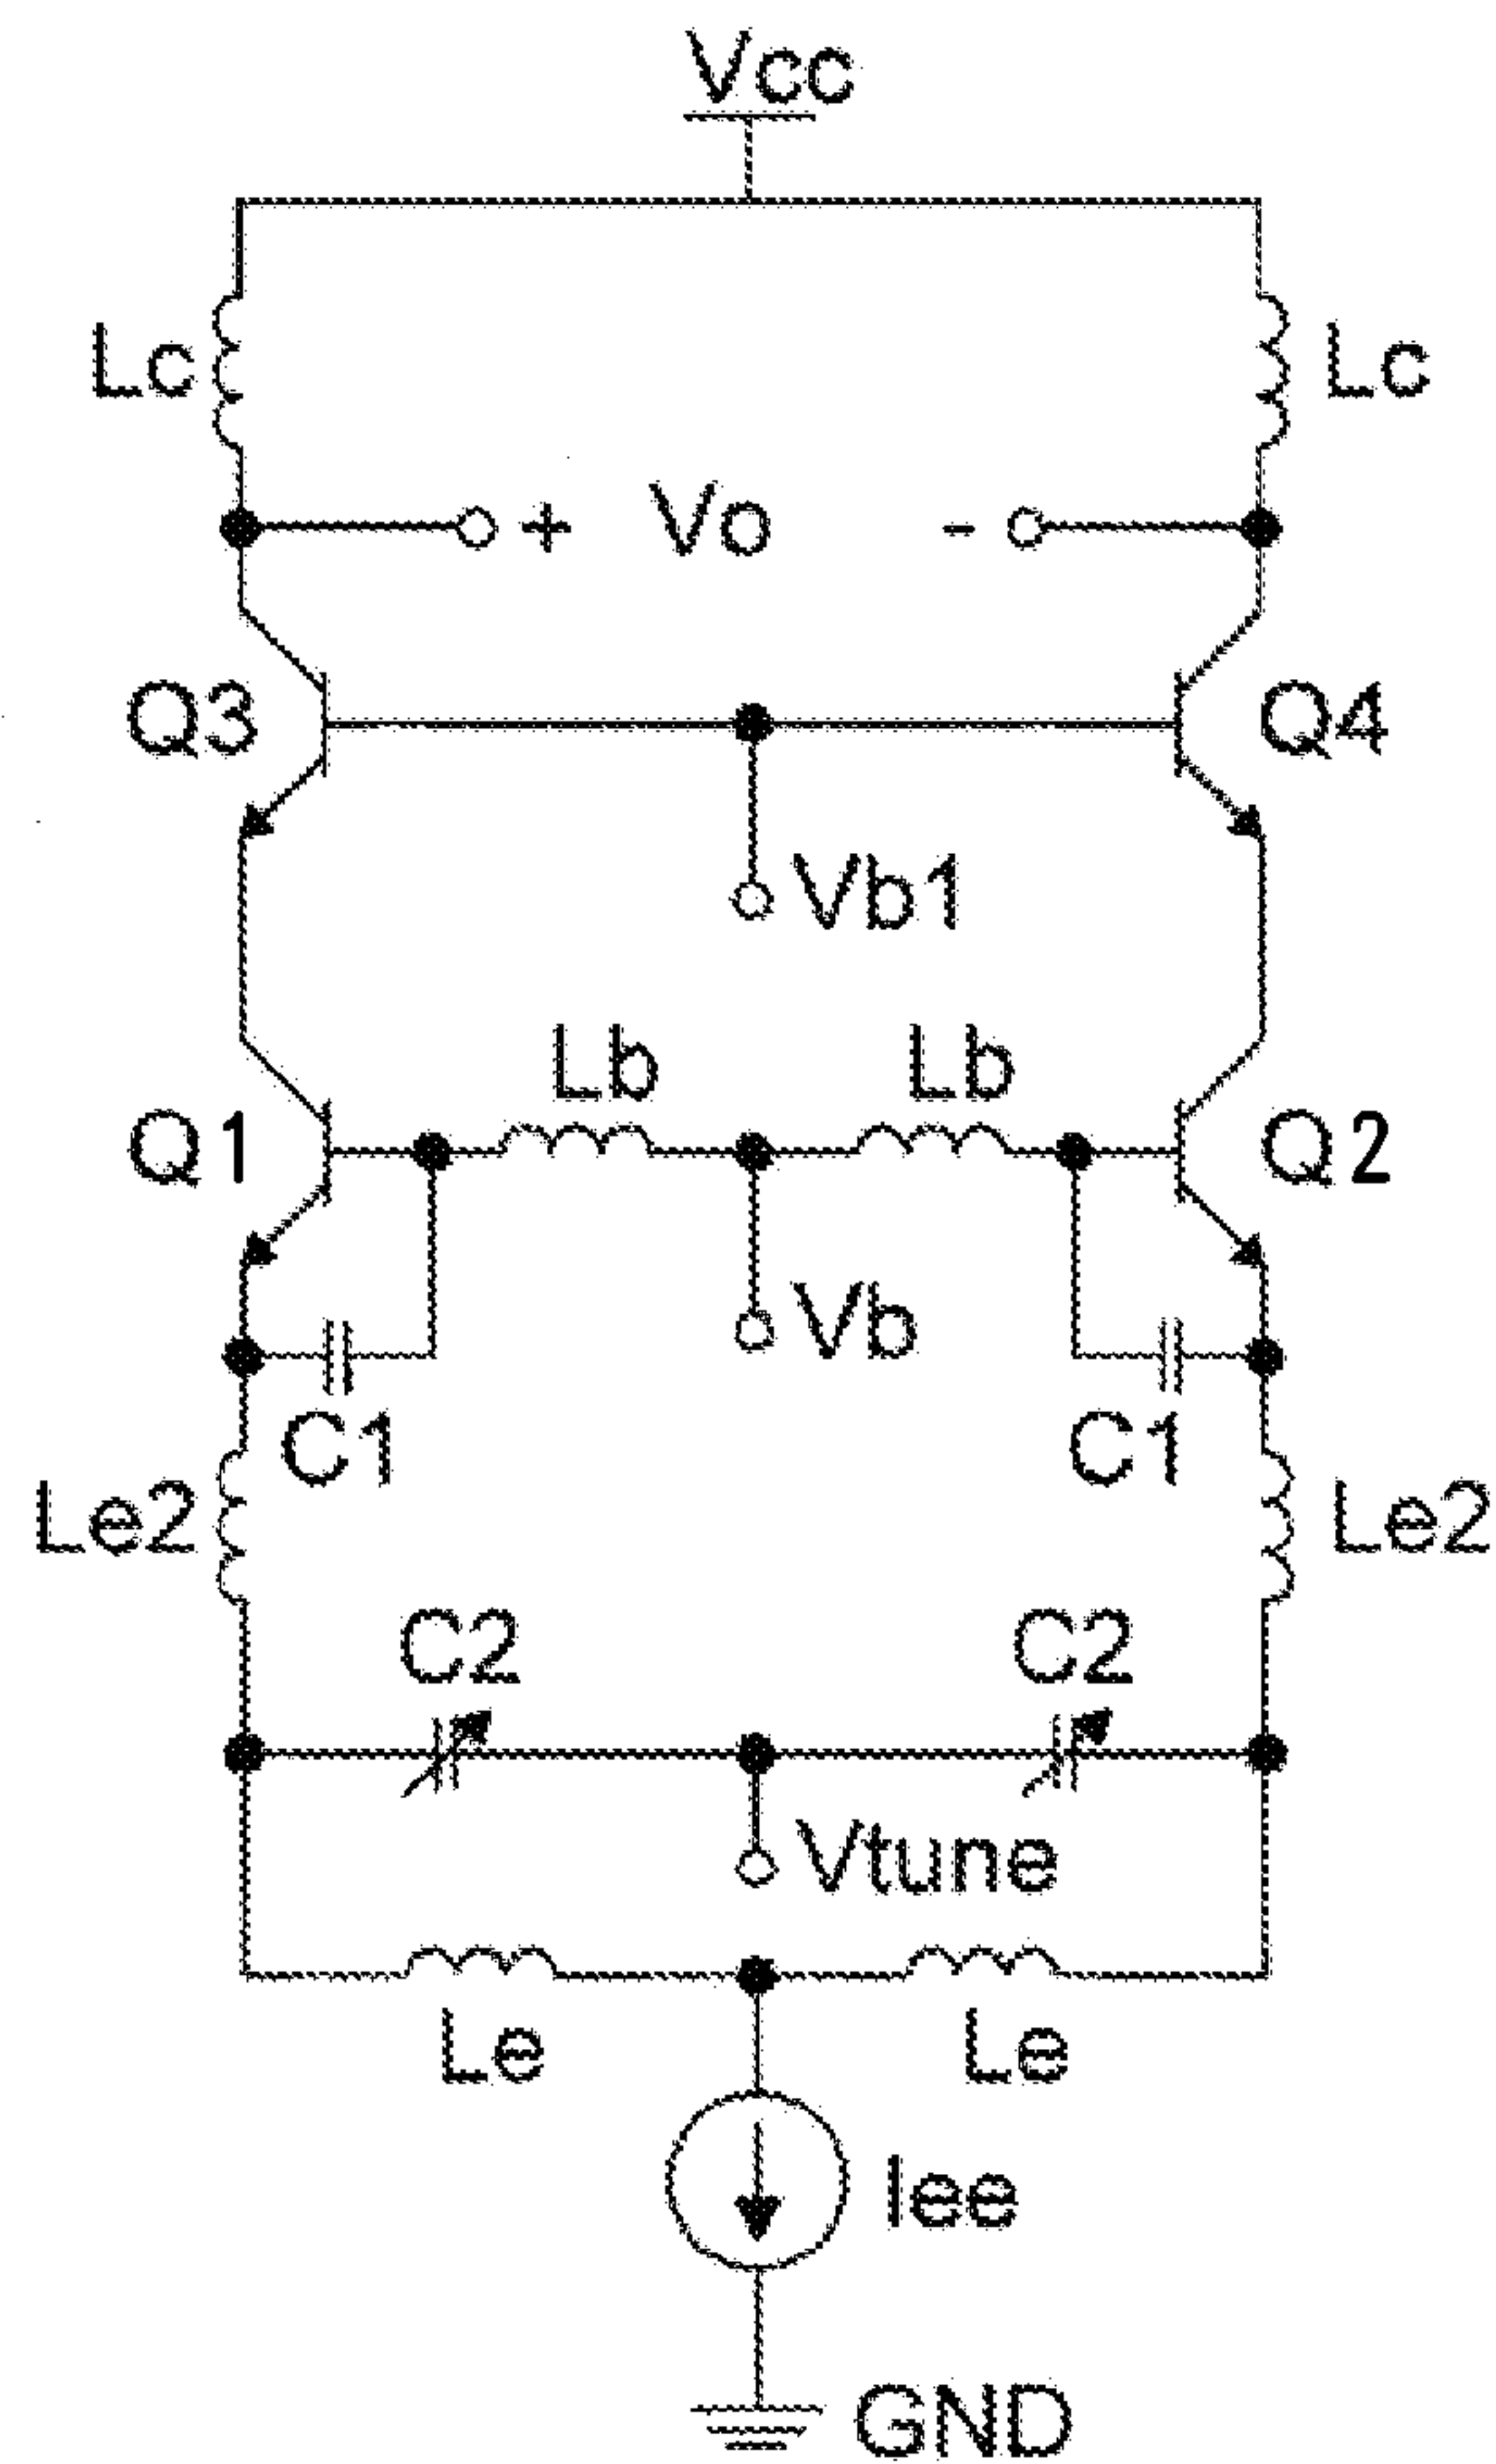 Vcc
Lc Lc
+ Vo -
Q3 Q4
Vb1
Lb Lb
Q1 Q2
Vb
C1 C1
Le2 Le2
C2 C2
Vtune
Le Le
Iee
GND